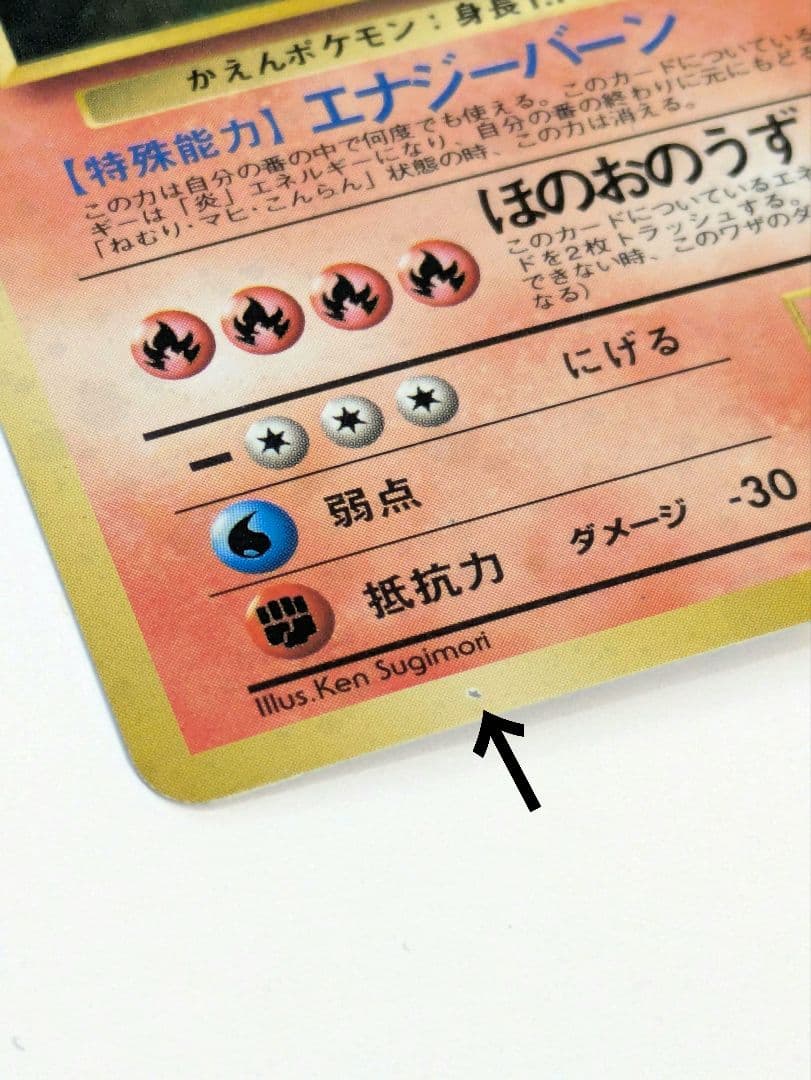 かえんポケモン：身長1.
【特殊能力】エナジーバーン
この力は自分の番の中で何度でも使える。このカードについている
ギーは「炎」エネルギーになり、自分の番の終わりに元にもどる
「ねむり・マヒ・こんらん」状態の時、この力は消える。
ほのおのうず
このカードについているエネ
ドを2枚トラッシュする。
できない時、このワザのダ
なる）
にげる
弱点
抵抗力 ダメージ -30
Illus.Ken Sugimori